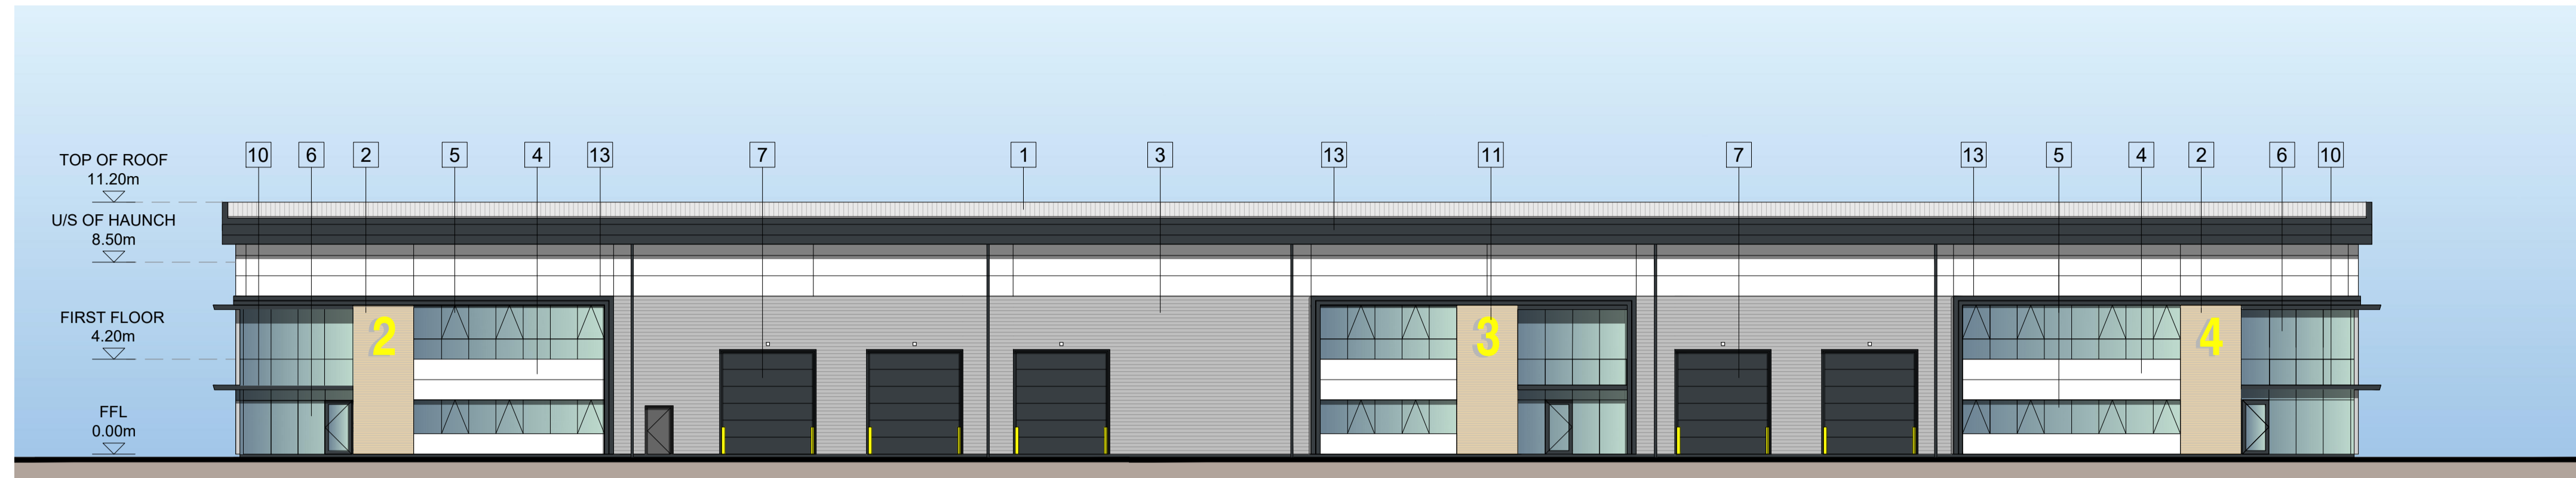 10 6 2 5 4 13 7 1 3 13 11 7 13 5 4 2 6 10
TOP OF ROOF
11.20m
U/S OF HAUNCH
8.50m
FIRST FLOOR
4.20m
2 3 4
FFL
0.00m